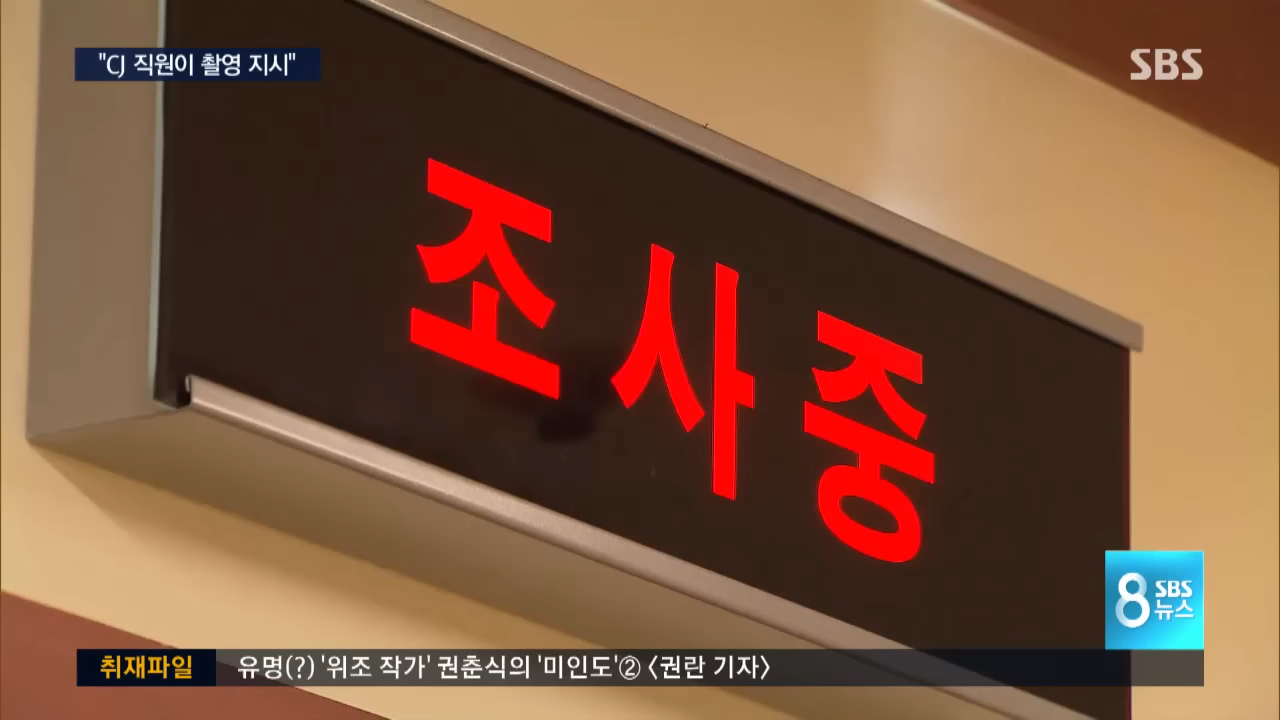 "CJ 직원이 촬영 지시"
SBS
조사중
8 SBS
뉴스
취재파일 유명(?) '위조 작가' 권춘식의 '미인도'② <권란 기자>